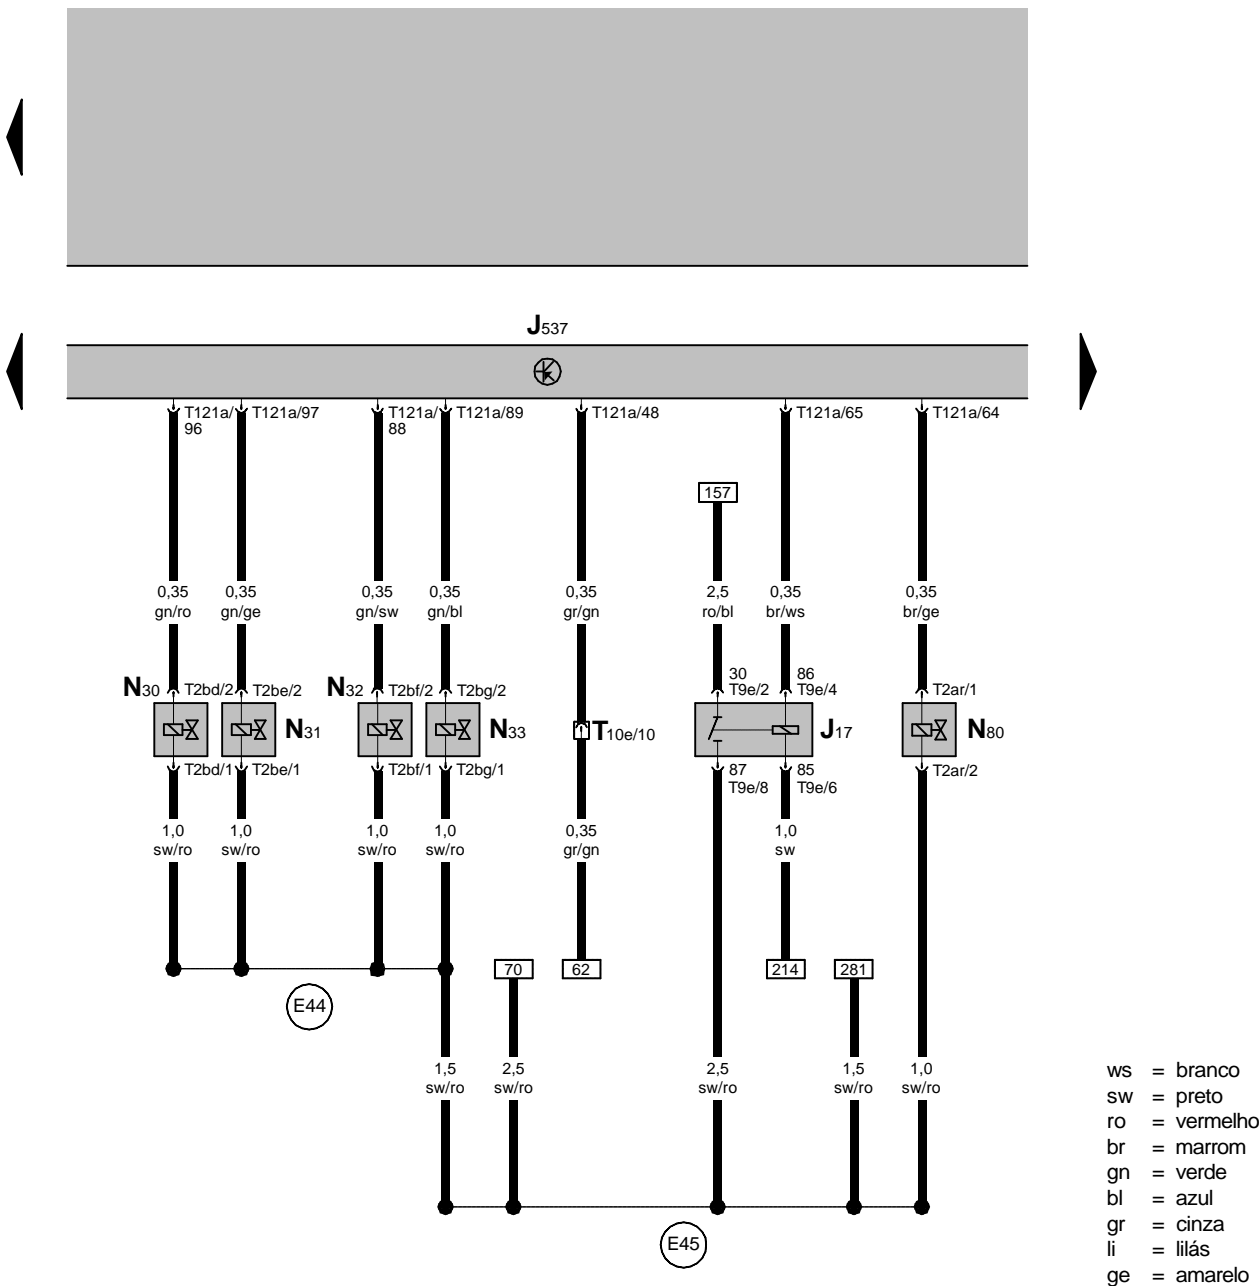 J537
T121a/
96
T121a/97
T121a/
88
T121a/89
T121a/48
T121a/65
T121a/64
157
0,35
gn/ro
0,35
gn/ge
0,35
gn/sw
0,35
gn/bl
0,35
gr/gn
2,5
ro/bl
0,35
br/ws
0,35
br/ge
30
T9e/2
86
T9e/4
N30
T2bd/2
T2be/2
N32
T2bf/2
T2bg/2
T2ar/1
N31
N33
T10e/10
J17
N80
T2bd/1
T2be/1
T2bf/1
T2bg/1
87
T9e/8
85
T9e/6
T2ar/2
1,0
sw/ro
1,0
sw/ro
1,0
sw/ro
1,0
sw/ro
0,35
gr/gn
1,0
sw
70
62
214
281
E44
1,5
sw/ro
2,5
sw/ro
2,5
sw/ro
1,5
sw/ro
1,0
sw/ro
E45
ws = branco
sw = preto
ro = vermelho
br = marrom
gn = verde
bl = azul
gr = cinza
li = lilás
ge = amarelo